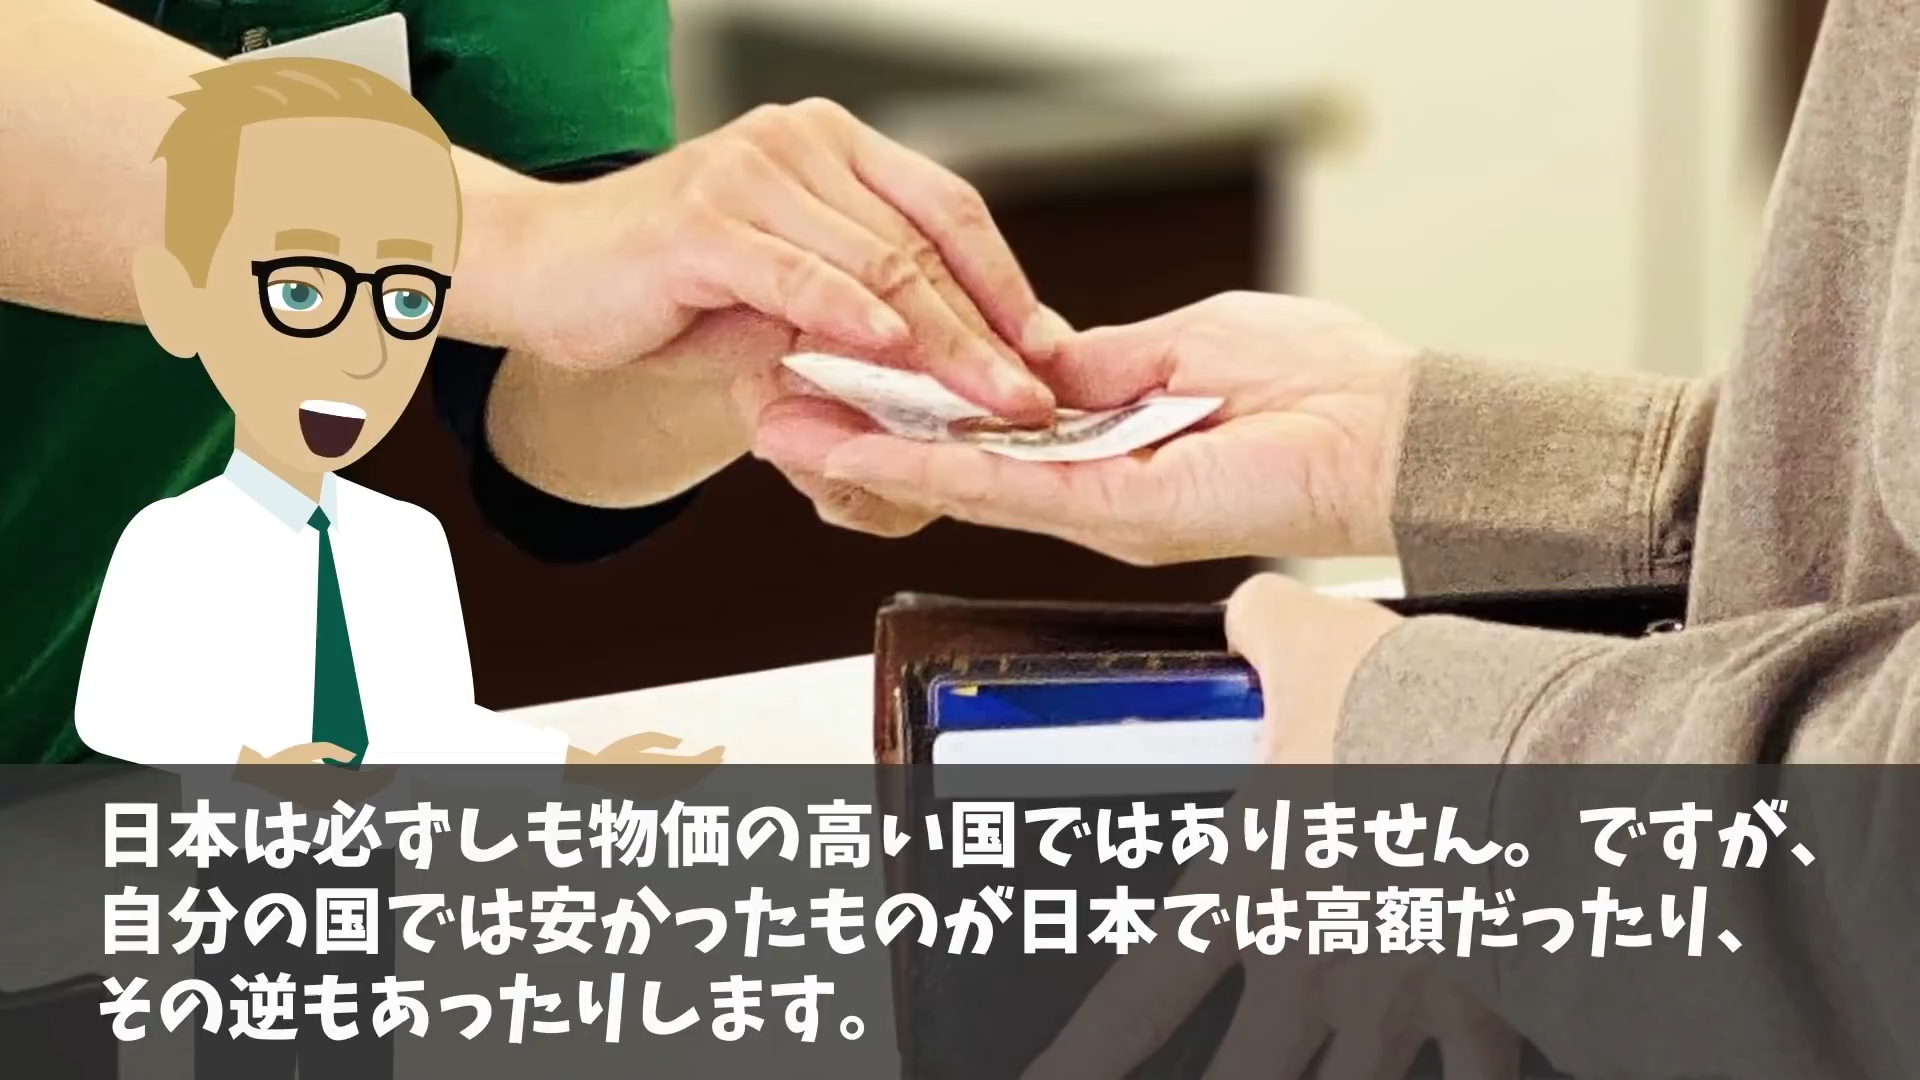 日本は必ずしも物価の高い国ではありません。ですが、
自分の国では安かったものが日本では高額だったり、
その逆もあったりします。